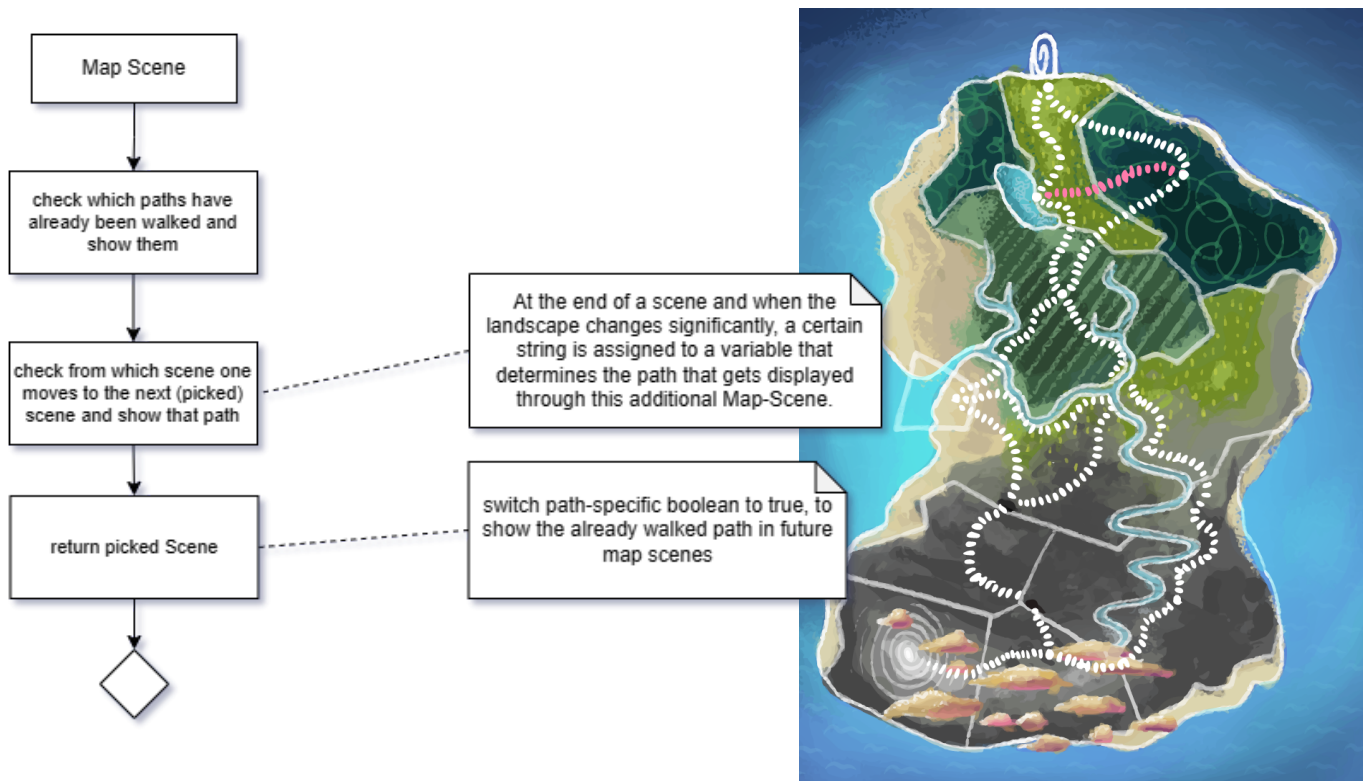 Map Scene
check which paths have
already been walked and
show them
check from which scene one
moves to the next (picked)
scene and show that path
return picked Scene
At the end of a scene and when the
landscape changes significantly, a certain
string is assigned to a variable that
determines the path that gets displayed
through this additional Map-Scene.
switch path-specific boolean to true, to
show the already walked path in future
map scenes